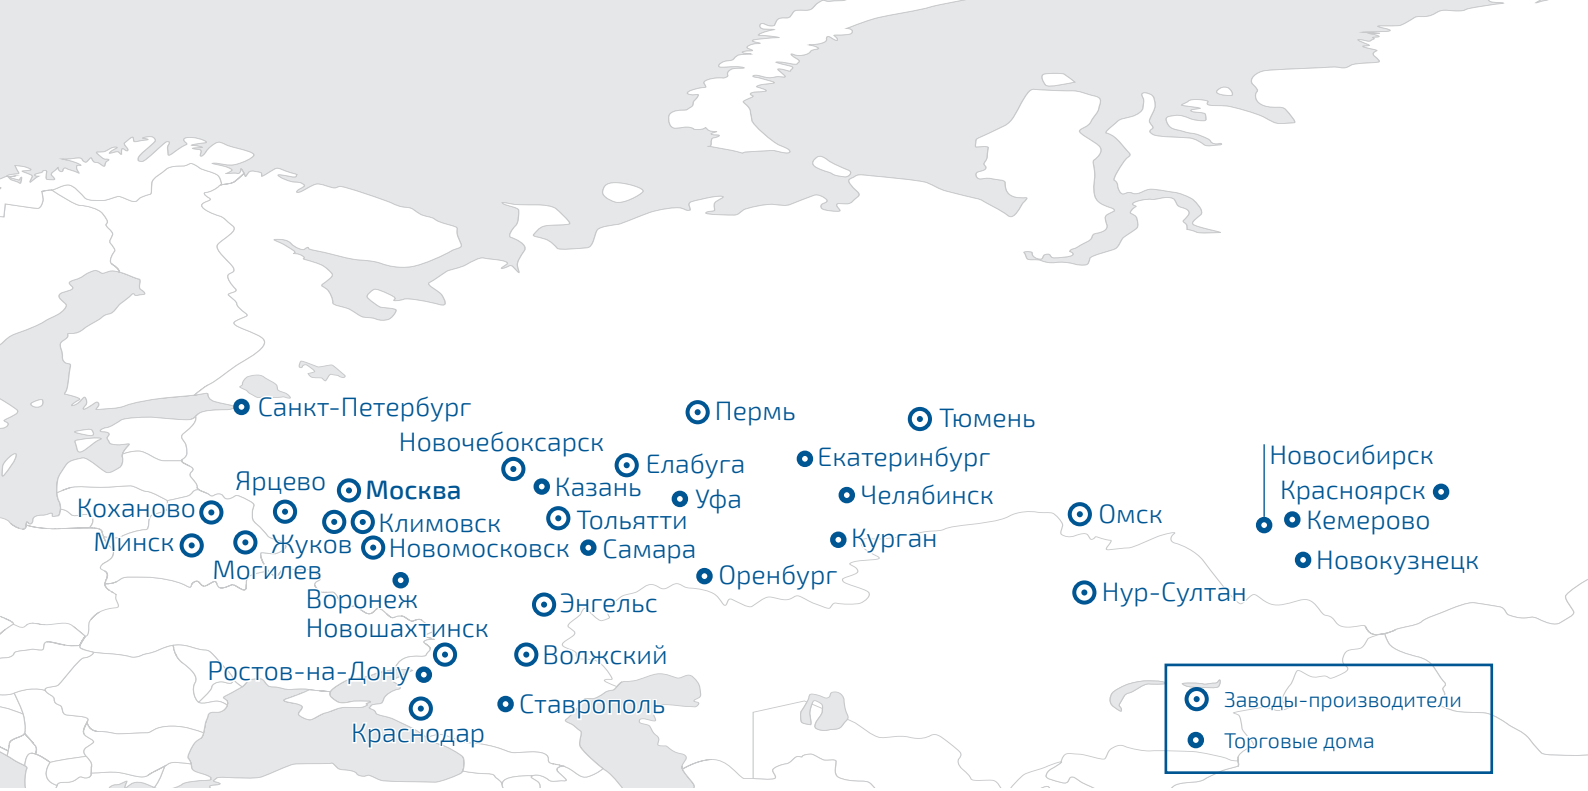 Санкт-Петербург
Пермь
Тюмень
Новочебоксарск
Елабуга
Екатеринбург
Новосибирск
Ярцево
Москва
Казань
Уфа
Челябинск
Красноярск
Коханово
Климовск
Тольятти
Омск
Кемерово
Минск
Жуков
Новомосковск
Самара
Курган
Новокузнецк
Могилев
Оренбург
Воронеж
Энгельс
Нур-Султан
Новошахтинск
Волжский
Ростов-на-Дону
Ставрополь
Краснодар
Заводы-производители
Торговые дома